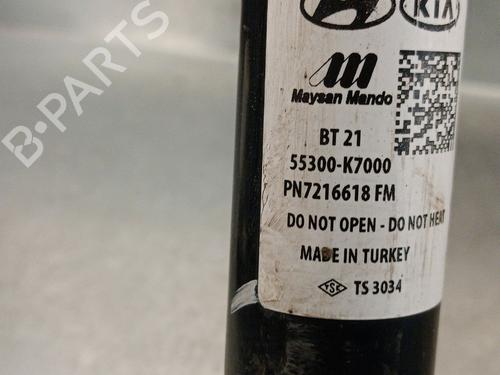 B-PARTS
KIA
Maysan Mando
BT 21
55300-K7000
PN7216618 FM
DO NOT OPEN - DO NOT HEAT
MADE IN TURKEY
TSE TS 3034